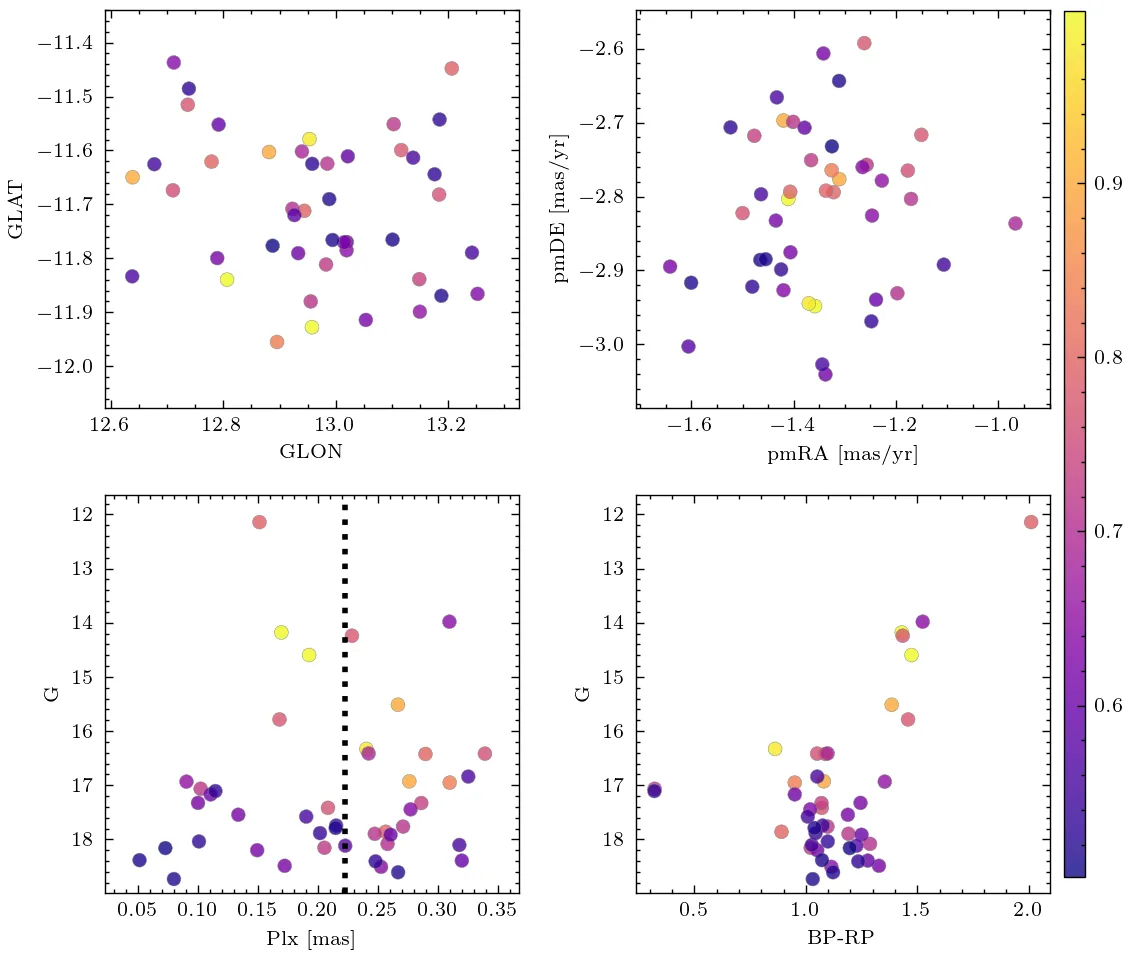 −11.4
−11.5
−11.6
−11.7
−11.8
−11.9
−12.0
GLAT
12.6 12.8 13.0 13.2
GLON
−2.6
−2.7
−2.8
−2.9
−3.0
pmDE [mas/yr]
−1.6 −1.4 −1.2 −1.0
pmRA [mas/yr]
0.9
0.8
0.7
0.6
12
13
14
15
16
17
18
G
0.05 0.10 0.15 0.20 0.25 0.30 0.35
Plx [mas]
12
13
14
15
16
17
18
G
0.5 1.0 1.5 2.0
BP-RP